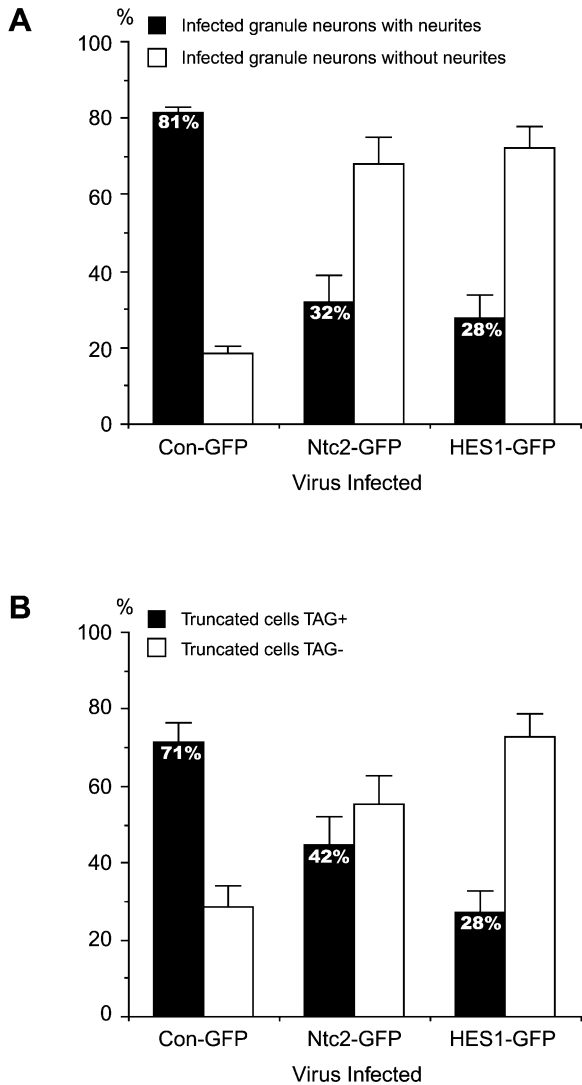 A
%
Infected granule neurons with neurites
Infected granule neurons without neurites
100
80
60
40
20
0
81%
32%
28%
Con-GFP Ntc2-GFP HES1-GFP
Virus Infected
B
%
Truncated cells TAG+
Truncated cells TAG-
100
80
60
40
20
0
71%
42%
28%
Con-GFP Ntc2-GFP HES1-GFP
Virus Infected